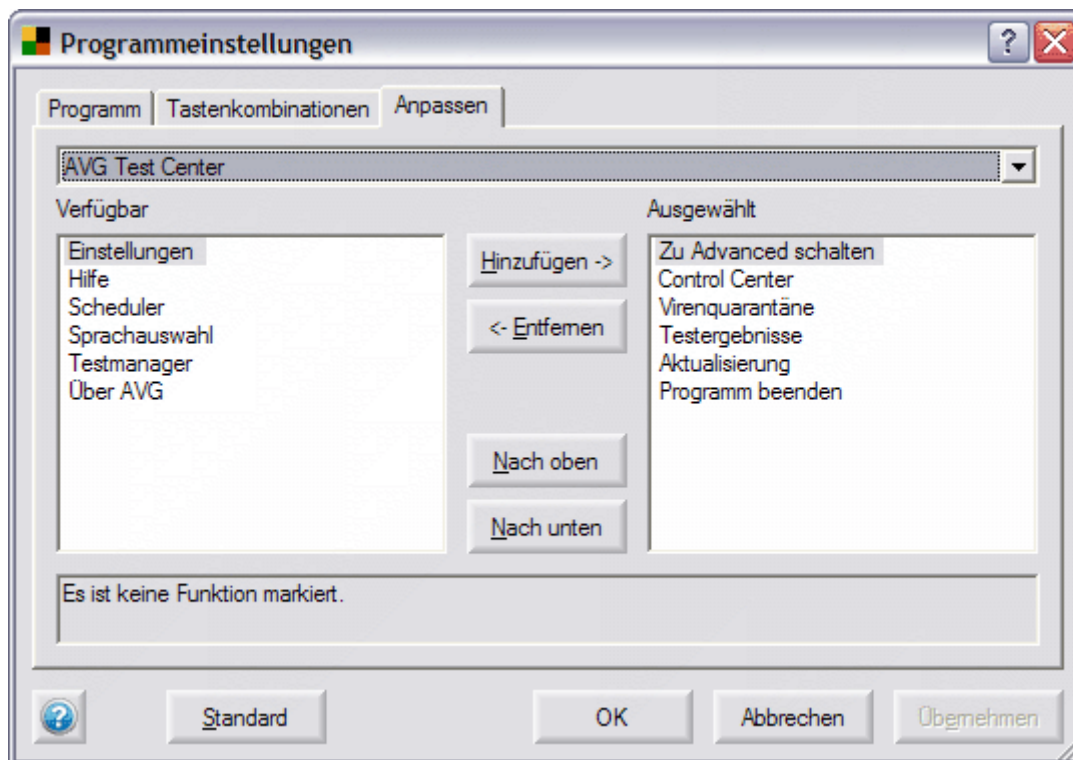 Programmeinstellungen
Programm Tastenkombinationen Anpassen
AVG Test Center
Verfügbar
Einstellungen
Hilfe
Scheduler
Sprachauswahl
Testmanager
Über AVG
Hinzufügen ->
<- Entfernen
Nach oben
Nach unten
Ausgewählt
Zu Advanced schalten
Control Center
Virenquarantäne
Testergebnisse
Aktualisierung
Programm beenden
Es ist keine Funktion markiert.
Standard OK Abbrechen Übernehmen